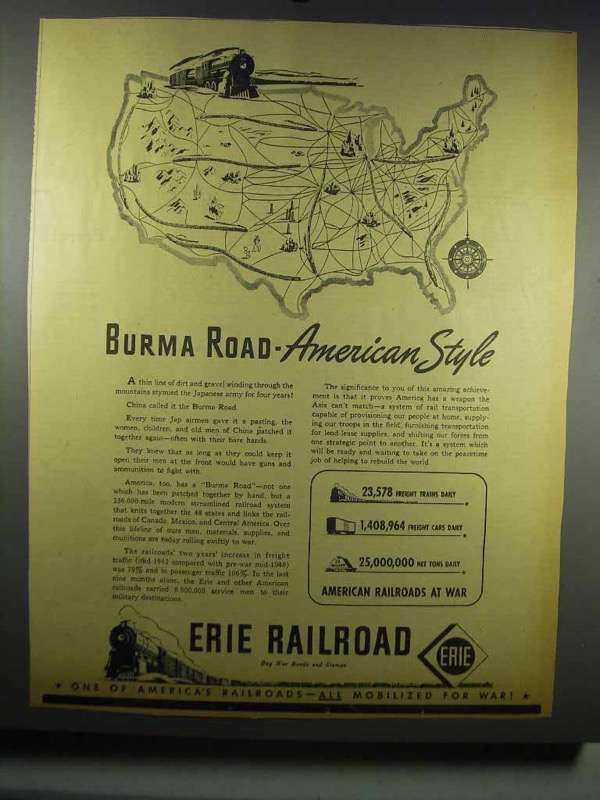 BURMA ROAD-American Style
A thin line of dirt and gravel winding through the
mountains stymied the Japanese army for four years!
China called it the Burma Road.
Every time Jap airmen gave it a pasting, the
women, children, and old men of China patched it
together again—often with their bare hands.
They knew that as long as they could keep it
open, their men at the front would have guns and
ammunition to fight with.
America, too, has a "Burma Road"—not one
which has been patched together by hand, but a
236,000-mile modern streamlined railroad system
that knits together the 48 states and links the rail-
roads of Canada, Mexico, and Central America. Over
this lifeline of ours men, materials, supplies, and
munitions are today rolling swiftly to war.
The railroads' two years' increase in freight
traffic (mid-1942 compared with pre-war mid-1940)
was 79% and in passenger traffic 106%. In the last
nine months alone, the Erie and other American
railroads carried 8,000,000 service men to their
military destinations.
The significance to you of this amazing achieve-
ment is that it proves America has a weapon the
Axis can't match—a system of rail transportation
capable of provisioning our people at home, supply-
ing our troops in the field, furnishing transportation
for lend-lease supplies, and shifting our forces from
one strategic point to another. It's a system which
will be ready and waiting to take on the peacetime
job of helping to rebuild the world.
23,578 FREIGHT TRAINS DAILY
1,408,964 FREIGHT CARS DAILY
25,000,000 NET TONS DAILY
AMERICAN RAILROADS AT WAR
ERIE RAILROAD
Buy War Bonds and Stamps
ERIE
★ ONE OF AMERICA'S RAILROADS—ALL MOBILIZED FOR WAR! ★